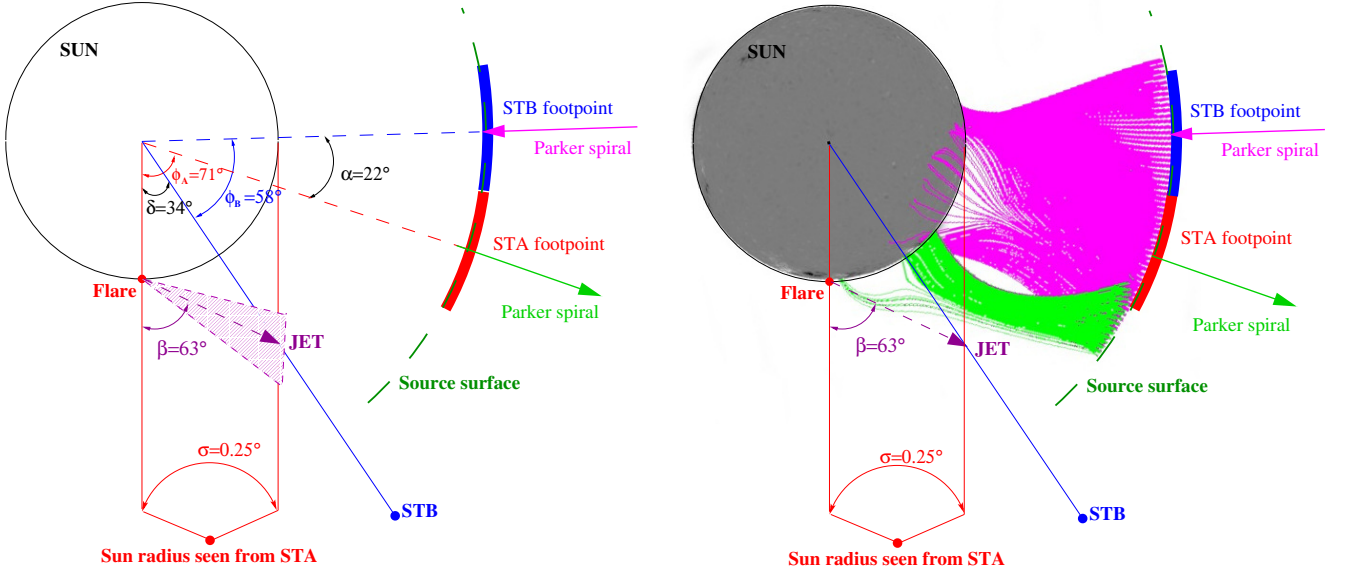 SUN
STB footpoint
Parker spiral
ϕA=71°
α=22°
δ=34°
ϕB=58°
STA footpoint
Flare
Parker spiral
JET
β=63°
Source surface
σ=0.25°
STB
Sun radius seen from STA
SUN
STB footpoint
Parker spiral
STA footpoint
Flare
Parker spiral
JET
β=63°
Source surface
σ=0.25°
STB
Sun radius seen from STA